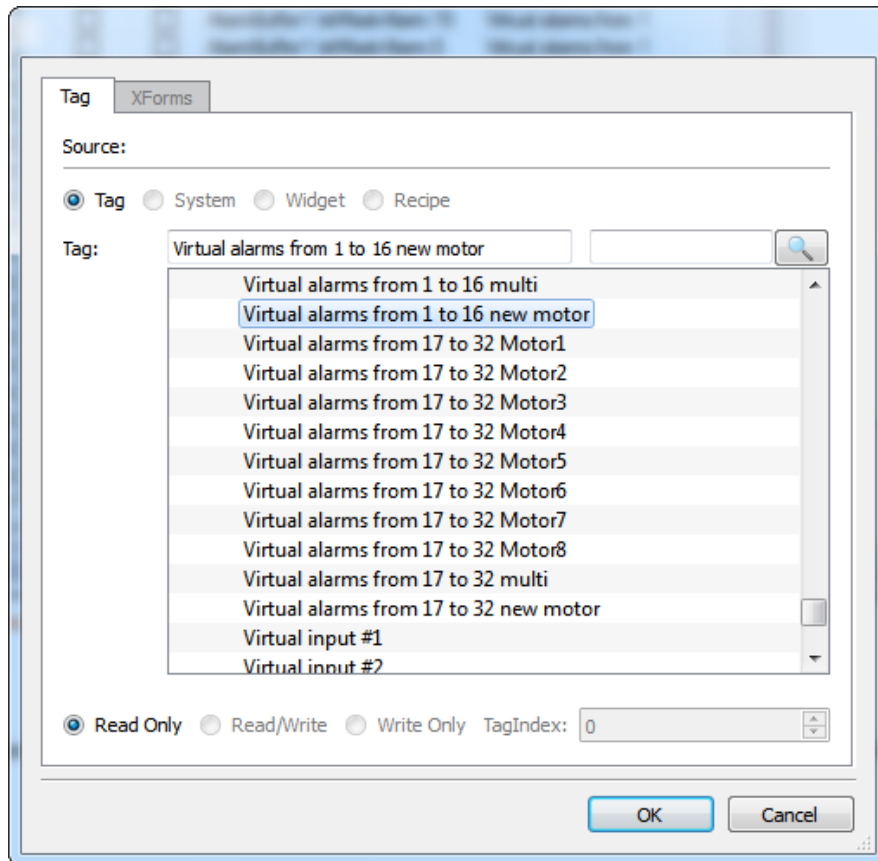 Tag XForms
Source:
Tag System Widget Recipe
Tag: Virtual alarms from 1 to 16 new motor
Virtual alarms from 1 to 16 multi
Virtual alarms from 1 to 16 new motor
Virtual alarms from 17 to 32 Motor1
Virtual alarms from 17 to 32 Motor2
Virtual alarms from 17 to 32 Motor3
Virtual alarms from 17 to 32 Motor4
Virtual alarms from 17 to 32 Motor5
Virtual alarms from 17 to 32 Motor6
Virtual alarms from 17 to 32 Motor7
Virtual alarms from 17 to 32 Motor8
Virtual alarms from 17 to 32 multi
Virtual alarms from 17 to 32 new motor
Virtual input #1
Virtual input #2
Read Only Read/Write Write Only TagIndex: 0
OK Cancel